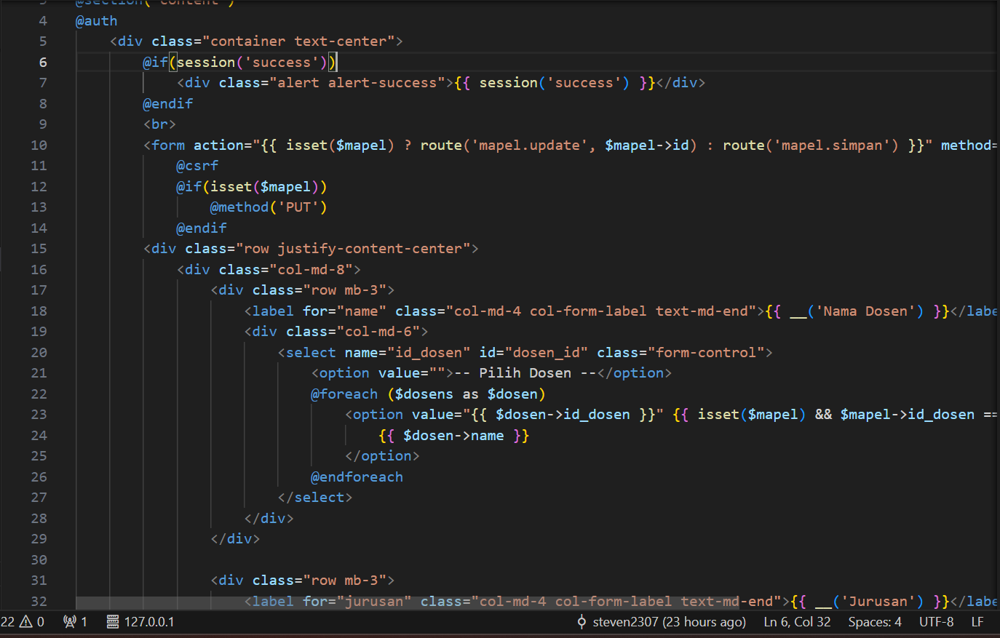 3 @section('content')
4 @auth
5 <div class="container text-center">
6 @if(session('success'))
7 <div class="alert alert-success">{{ session('success') }}</div>
8 @endif
9 <br>
10 <form action="{{ isset($mapel) ? route('mapel.update', $mapel->id) : route('mapel.simpan') }}" method=
11 @csrf
12 @if(isset($mapel))
13 @method('PUT')
14 @endif
15 <div class="row justify-content-center">
16 <div class="col-md-8">
17 <div class="row mb-3">
18 <label for="name" class="col-md-4 col-form-label text-md-end">{{ __('Nama Dosen') }}</labe
19 <div class="col-md-6">
20 <select name="id_dosen" id="dosen_id" class="form-control">
21 <option value="">-- Pilih Dosen --</option>
22 @foreach ($dosens as $dosen)
23 <option value="{{ $dosen->id_dosen }}" {{ isset($mapel) && $mapel->id_dosen ==
24 {{ $dosen->name }}
25 </option>
26 @endforeach
27 </select>
28 </div>
29 </div>
30
31 <div class="row mb-3">
32 <label for="jurusan" class="col-md-4 col-form-label text-md-end">{{ __('Jurusan') }}</labe
22 0 1 127.0.0.1 steven2307 (23 hours ago) Ln 6, Col 32 Spaces: 4 UTF-8 LF